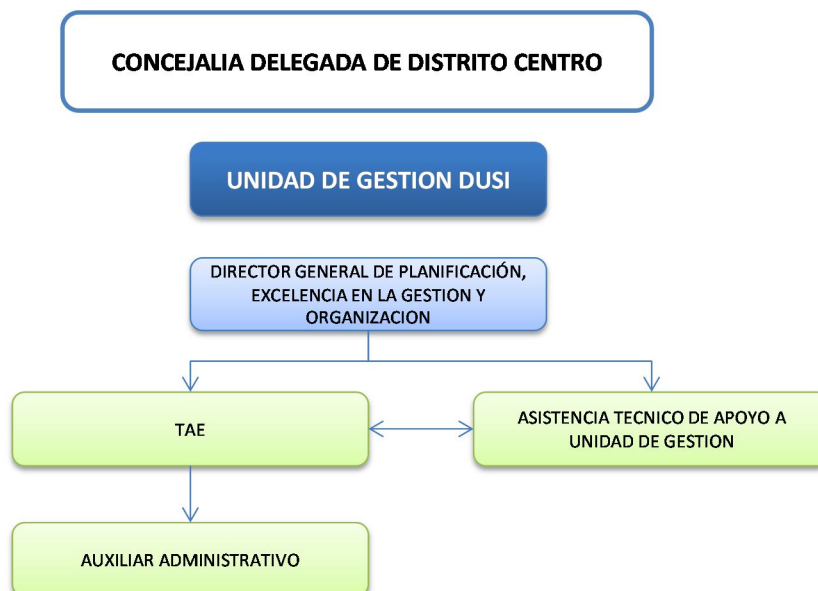 CONCEJALIA DELEGADA DE DISTRITO CENTRO
UNIDAD DE GESTION DUSI
DIRECTOR GENERAL DE PLANIFICACIÓN,
EXCELENCIA EN LA GESTION Y
ORGANIZACION
TAE
ASISTENCIA TECNICO DE APOYO A
UNIDAD DE GESTION
AUXILIAR ADMINISTRATIVO